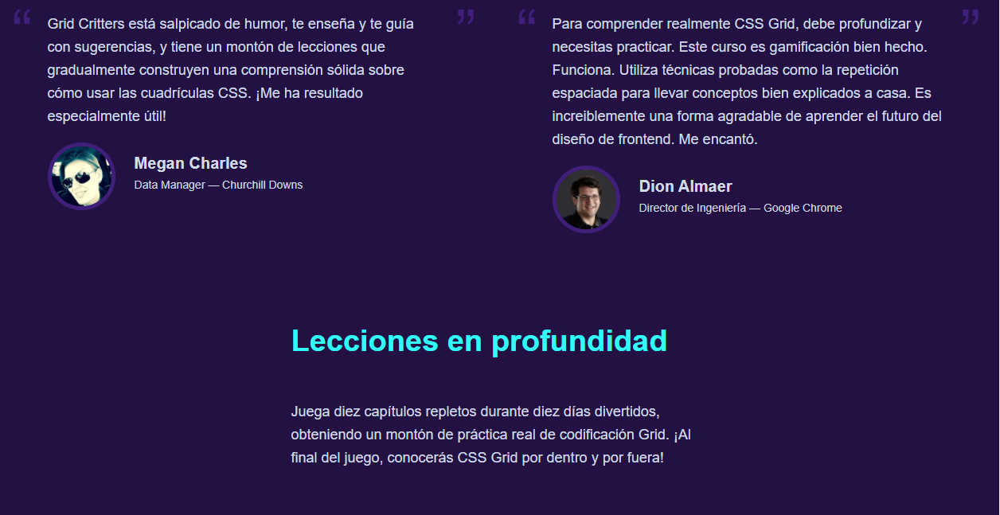 “ Grid Critters está salpicado de humor, te enseña y te guía ”
con sugerencias, y tiene un montón de lecciones que
gradualmente construyen una comprensión sólida sobre
cómo usar las cuadrículas CSS. ¡Me ha resultado
especialmente útil!
Megan Charles
Data Manager — Churchill Downs
“ Para comprender realmente CSS Grid, debe profundizar y ”
necesitas practicar. Este curso es gamificación bien hecho.
Funciona. Utiliza técnicas probadas como la repetición
espaciada para llevar conceptos bien explicados a casa. Es
increiblemente una forma agradable de aprender el futuro del
diseño de frontend. Me encantó.
Dion Almaer
Director de Ingeniería — Google Chrome
Lecciones en profundidad
Juega diez capítulos repletos durante diez días divertidos,
obteniendo un montón de práctica real de codificación Grid. ¡Al
final del juego, conocerás CSS Grid por dentro y por fuera!